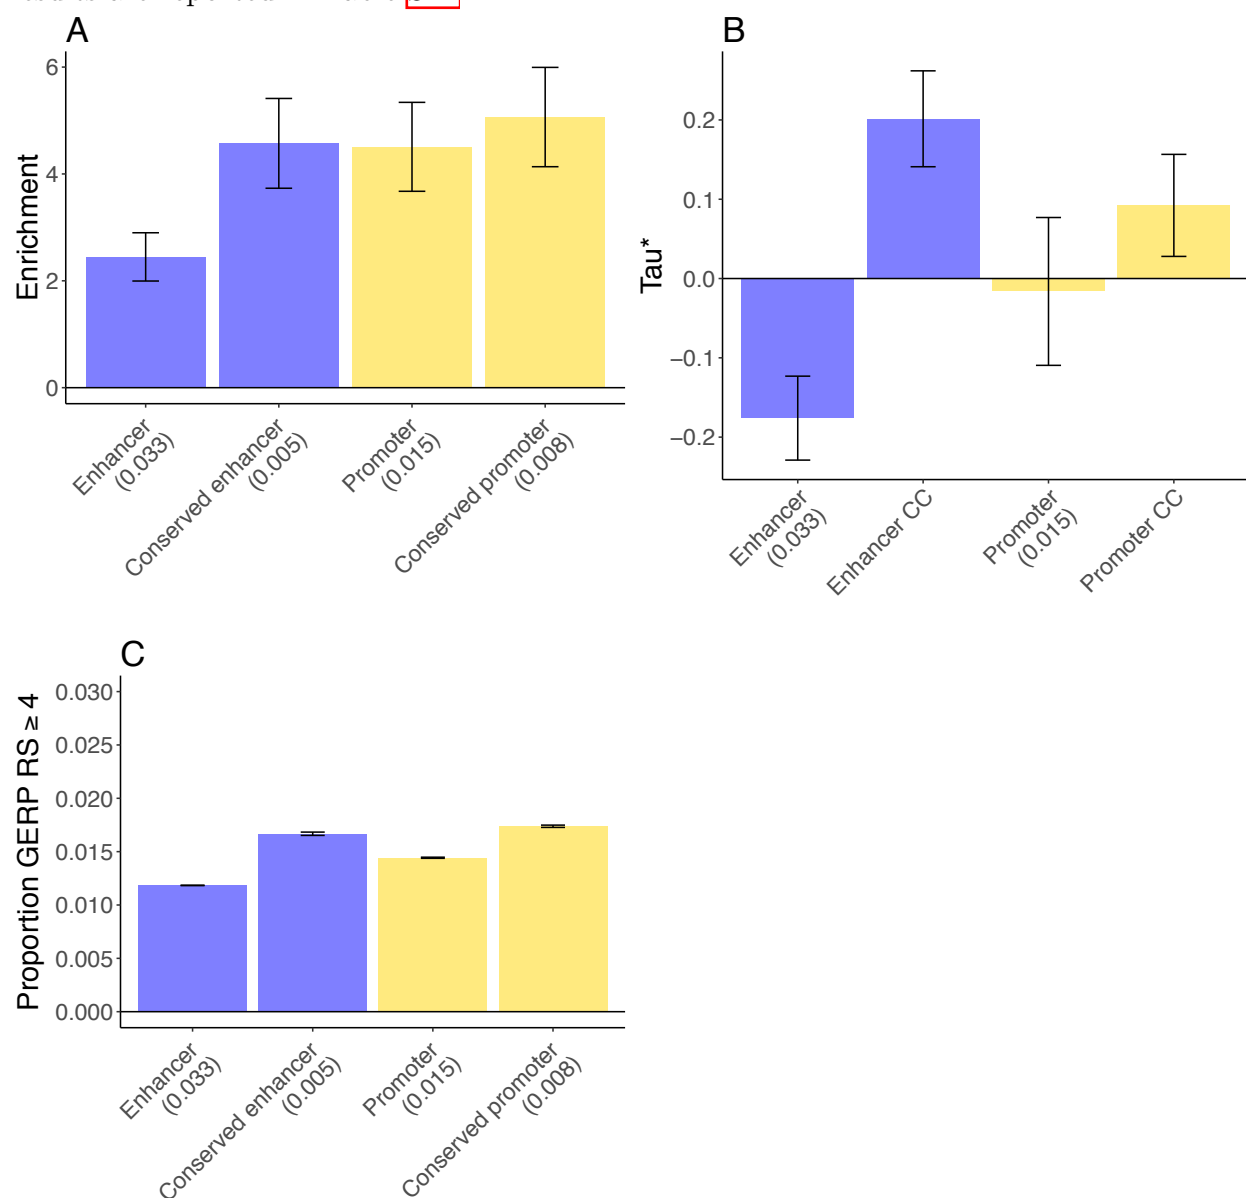 A
Enrichment
6
4
2
0
Enhancer
(0.033)
Conserved enhancer
(0.005)
Promoter
(0.015)
Conserved promoter
(0.008)
B
Tau*
0.2
0.1
0.0
−0.1
−0.2
Enhancer
(0.033)
Enhancer CC
Promoter
(0.015)
Promoter CC
C
Proportion GERP RS ≥ 4
0.030
0.025
0.020
0.015
0.010
0.005
0.000
Enhancer
(0.033)
Conserved enhancer
(0.005)
Promoter
(0.015)
Conserved promoter
(0.008)